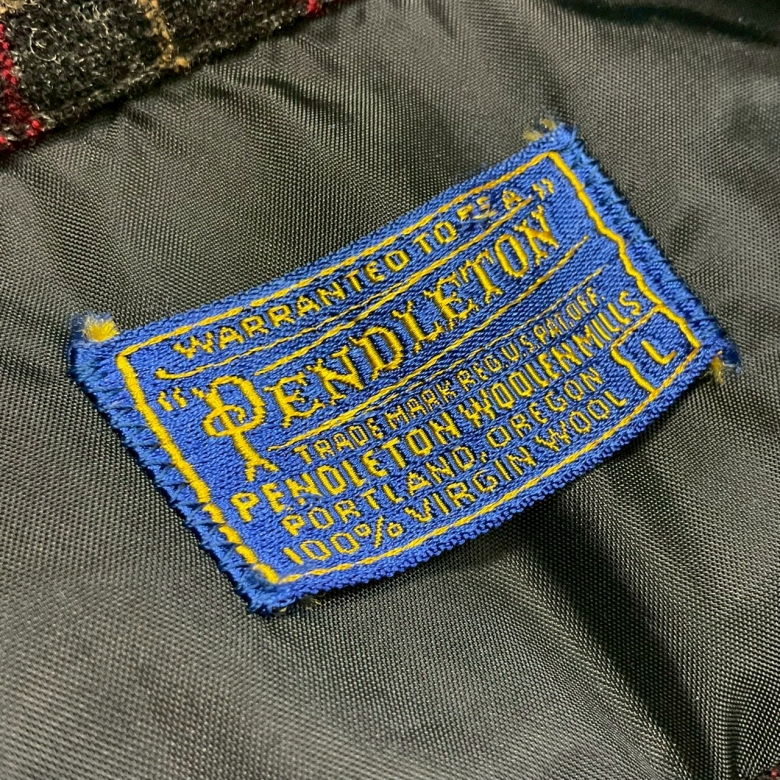 WARRANTED TO BE A
"PENDLETON"
TRADE MARK REG U.S. PAT. OFF.
PENDLETON WOOLEN MILLS
PORTLAND, OREGON
100% VIRGIN WOOL
L